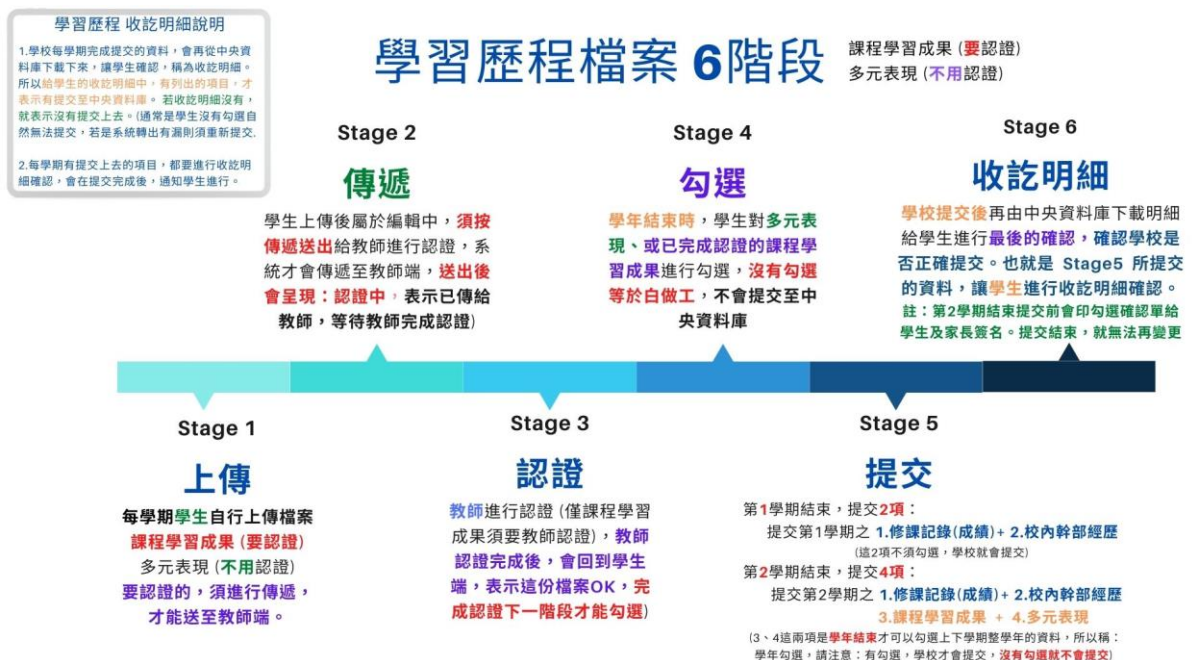 學習歷程 收訖明細說明
1.學校每學期完成提交的資料，會再從中央資
料庫下載下來，讓學生確認，稱為收訖明細。
所以給學生的收訖明細中，有列出的項目，才
表示有提交至中央資料庫。若收訖明細沒有，
就表示沒有提交上去。(通常是學生沒有勾選自
然無法提交，若是系統轉出有漏則須重新提交.
2.每學期有提交上去的項目，都要進行收訖明
細確認，會在提交完成後，通知學生進行。
學習歷程檔案 6階段
課程學習成果 (要認證)
多元表現 (不用認證)
Stage 2
傳遞
學生上傳後屬於編輯中，須按
傳遞送出給教師進行認證，系
統才會傳遞至教師端，送出後
會呈現：認證中，表示已傳給
教師，等待教師完成認證)
Stage 4
勾選
學年結束時，學生對多元表
現、或已完成認證的課程學
習成果進行勾選，沒有勾選
等於白做工，不會提交至中
央資料庫
Stage 6
收訖明細
學校提交後再由中央資料庫下載明細
給學生進行最後的確認，確認學校是
否正確提交。也就是 Stage5 所提交
的資料，讓學生進行收訖明細確認。
註：第2學期結束提交前會印勾選確認單給
學生及家長簽名。提交結束，就無法再變更
Stage 1
上傳
每學期學生自行上傳檔案
課程學習成果 (要認證)
多元表現 (不用認證)
要認證的，須進行傳遞，
才能送至教師端。
Stage 3
認證
教師進行認證 (僅課程學習
成果須要教師認證)，教師
認證完成後，會回到學生
端，表示這份檔案OK，完
成認證下一階段才能勾選)
Stage 5
提交
第1學期結束，提交2項：
提交第1學期之 1.修課記錄(成績)+ 2.校內幹部經歷
(這2項不須勾選，學校就會提交)
第2學期結束，提交4項：
提交第2學期之 1.修課記錄(成績)+ 2.校內幹部經歷
3.課程學習成果 + 4.多元表現
(3、4這兩項是學年結束才可以勾選上下學期整學年的資料，所以稱：
學年勾選，請注意：有勾選，學校才會提交，沒有勾選就不會提交)